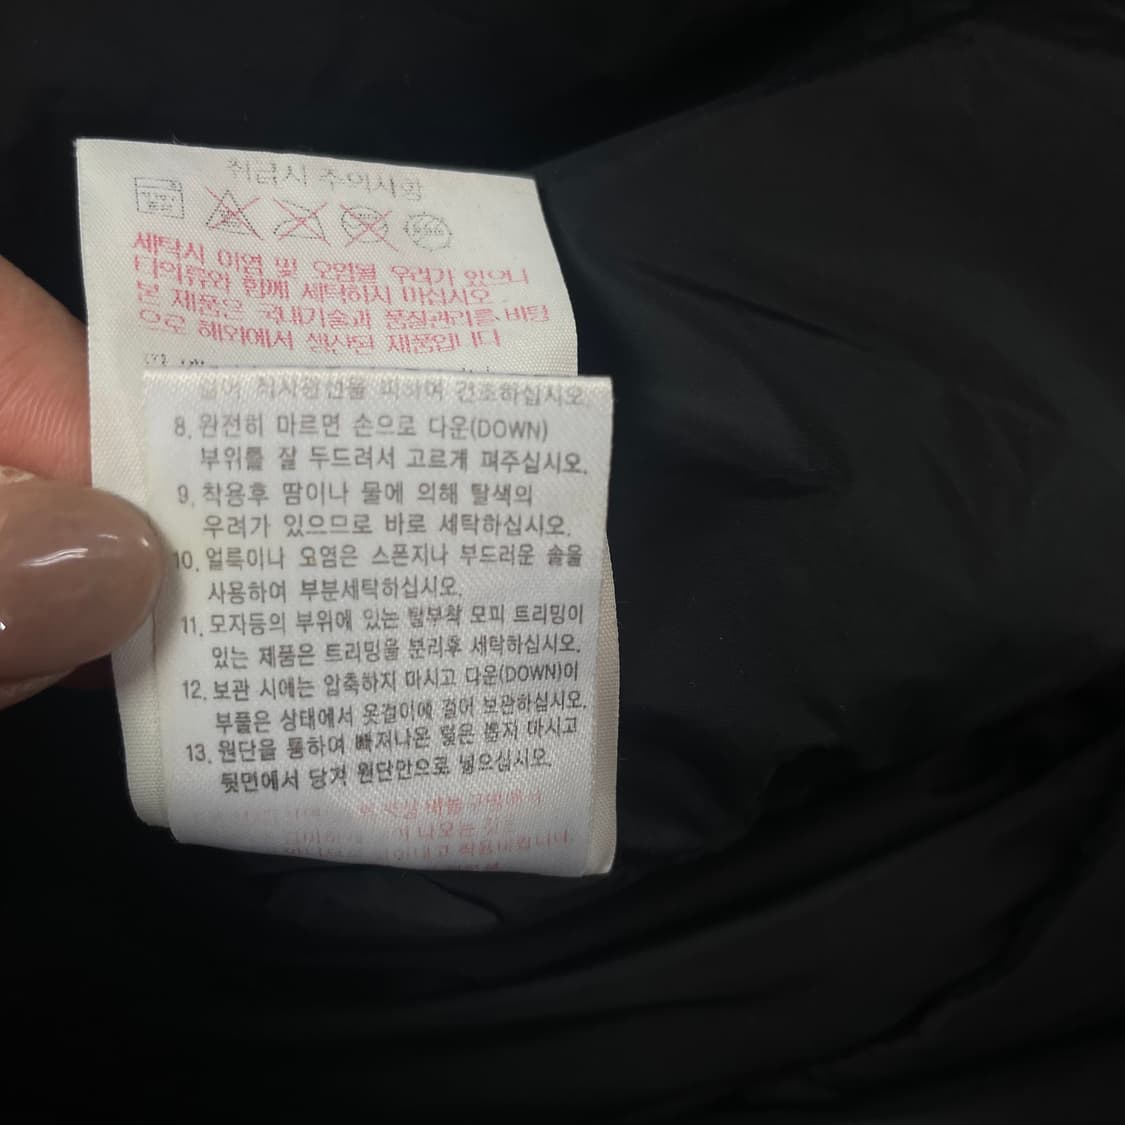 취급시 주의사항
세탁시 이염 및 오염될 우려가 있으니
타의류와 함께 세탁하지 마십시오
본 제품은 국내기술과 품질관리를 바탕
으로 해외에서 생산된 제품입니다
피하여 건조하십시오.
8. 완전히 마르면 손으로 다운(DOWN)
부위를 잘 두드려서 고르게 펴주십시오.
9. 착용후 땀이나 물에 의해 탈색의
우려가 있으므로 바로 세탁하십시오.
10. 얼룩이나 오염은 스폰지나 부드러운 솔을
사용하여 부분세탁하십시오.
11. 모자등의 부위에 있는 탈부착 모피 트리밍이
있는 제품은 트리밍을 분리후 세탁하십시오.
12. 보관 시에는 압축하지 마시고 다운(DOWN)이
부풀은 상태에서 옷걸이에 걸어 보관하십시오.
13. 원단을 통하여 빠져나온 털은 뽑지 마시고
뒷면에서 당겨 원단안으로 넣으십시오.